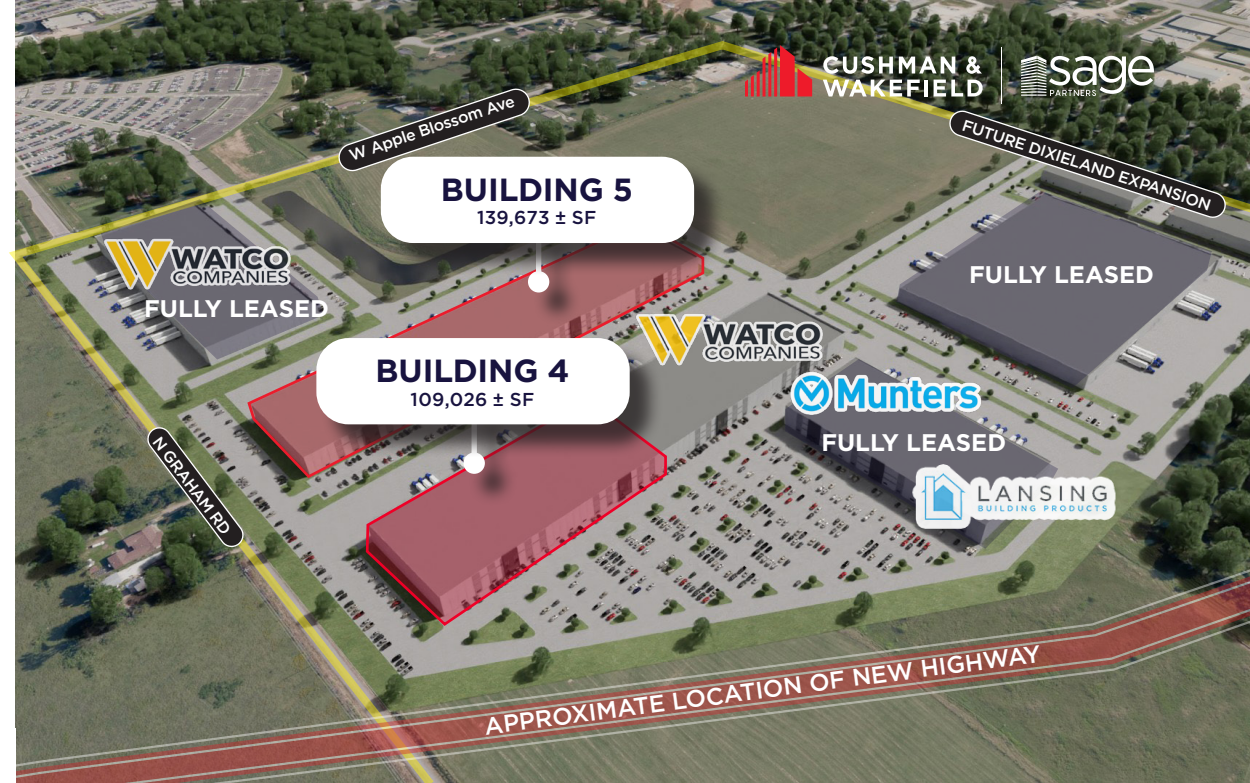 CUSHMAN &
WAKEFIELD
sage
PARTNERS
W Apple Blossom Ave
FUTURE DIXIELAND EXPANSION
BUILDING 5
139,673 ± SF
WATCO
COMPANIES
FULLY LEASED
FULLY LEASED
WATCO
COMPANIES
BUILDING 4
109,026 ± SF
Munters
FULLY LEASED
LANSING
BUILDING PRODUCTS
N GRAHAM RD
APPROXIMATE LOCATION OF NEW HIGHWAY